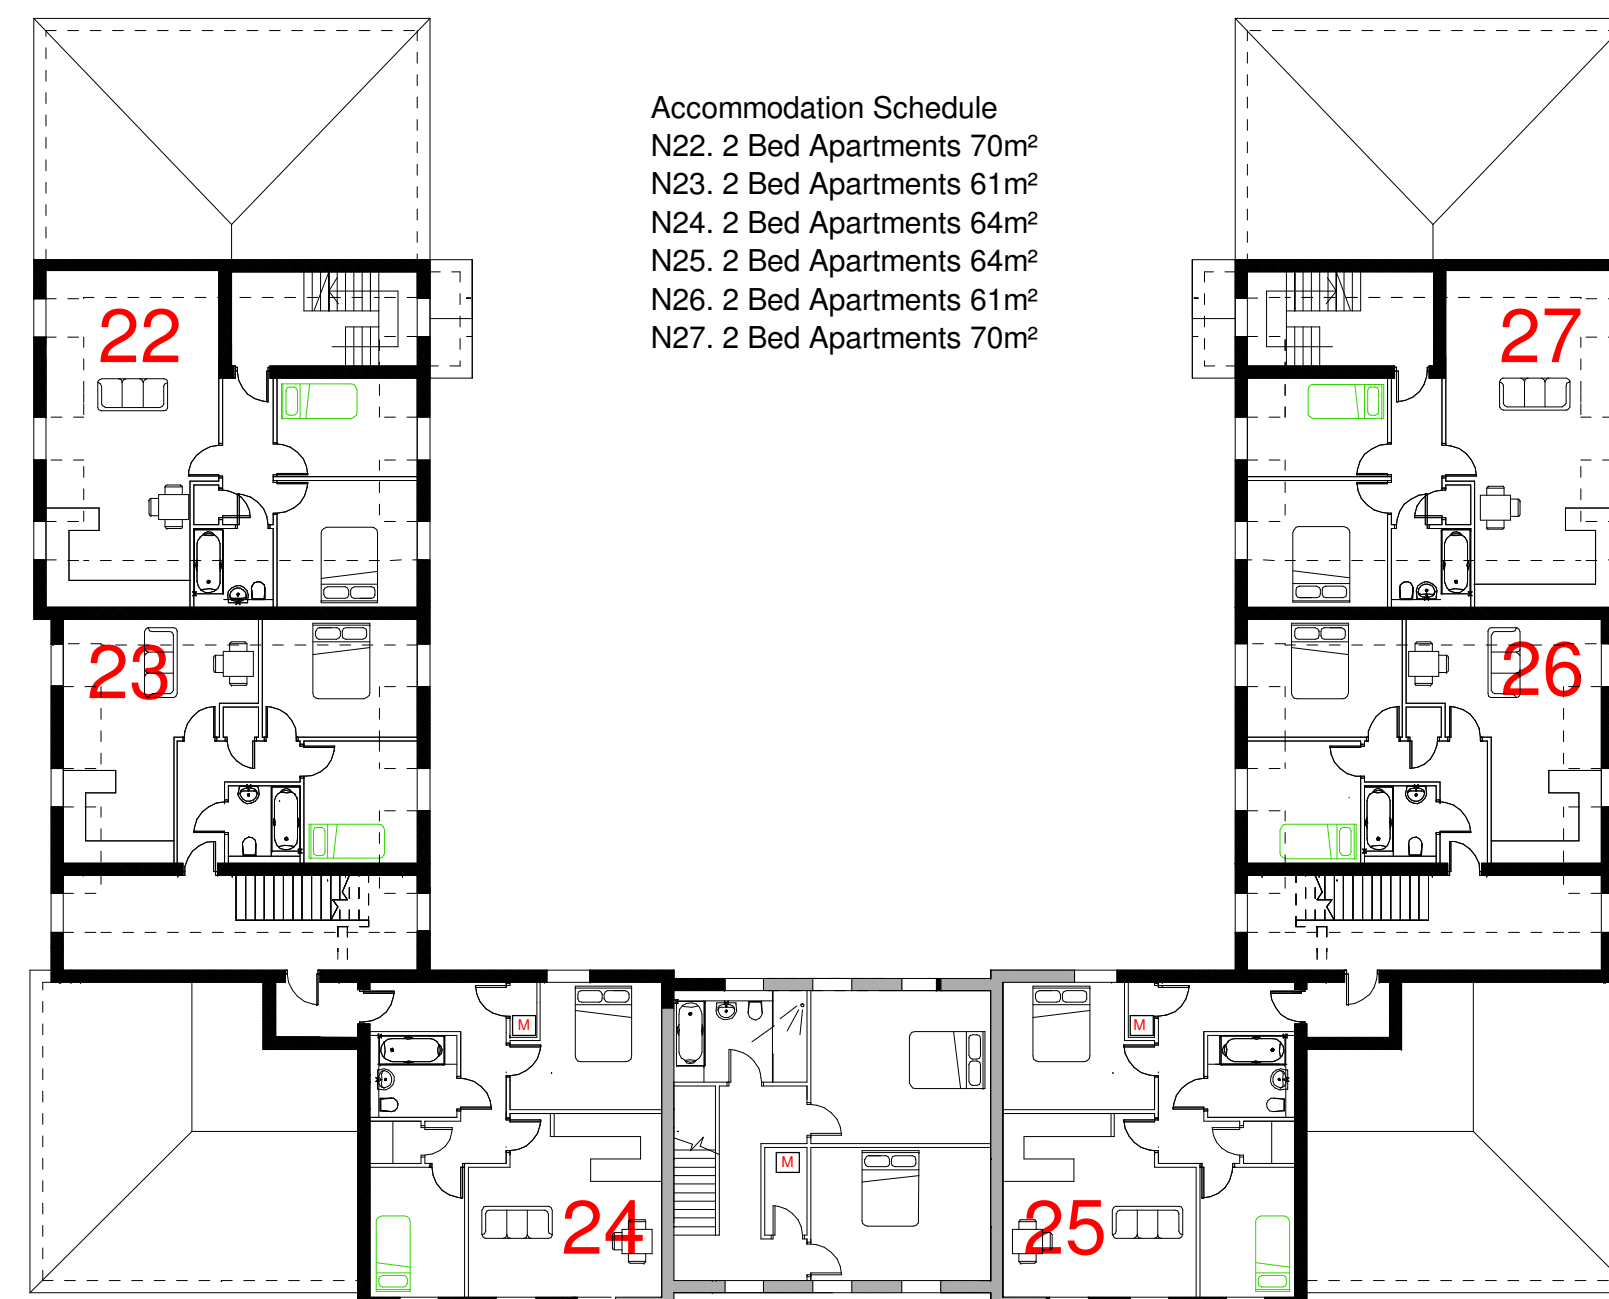 Accommodation Schedule
N22. 2 Bed Apartments 70m²
N23. 2 Bed Apartments 61m²
N24. 2 Bed Apartments 64m²
N25. 2 Bed Apartments 64m²
N26. 2 Bed Apartments 61m²
N27. 2 Bed Apartments 70m²
22
27
23
26
M
M
M
24
25